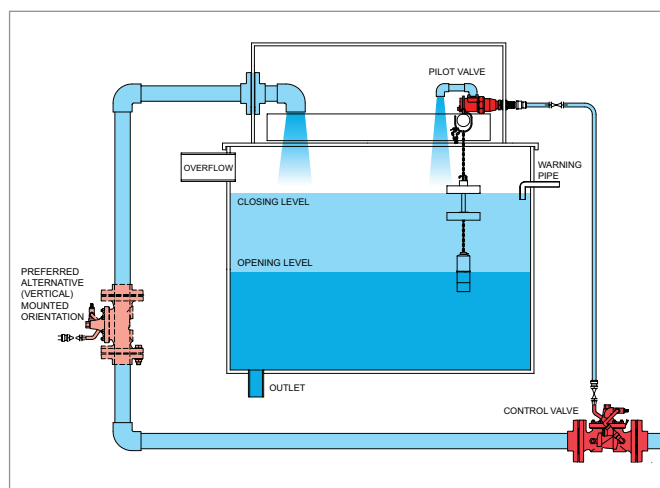 PILOT VALVE
OVERFLOW
WARNING
PIPE
CLOSING LEVEL
OPENING LEVEL
PREFERRED
ALTERNATIVE
(VERTICAL)
MOUNTED
ORIENTATION
OUTLET
CONTROL VALVE